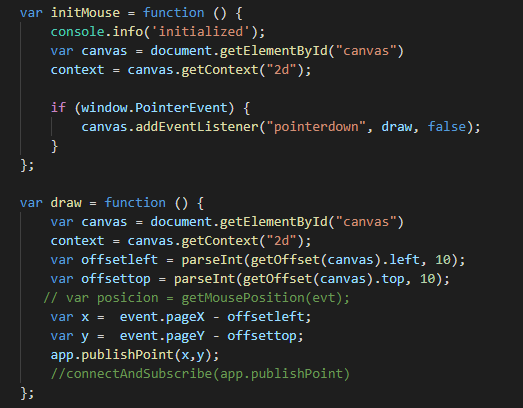 var initMouse = function () {
    console.info('initialized');
    var canvas = document.getElementById("canvas")
    context = canvas.getContext("2d");

    if (window.PointerEvent) {
        canvas.addEventListener("pointerdown", draw, false);
    }
};

var draw = function () {
    var canvas = document.getElementById("canvas")
    context = canvas.getContext("2d");
    var offsetleft = parseInt(getOffset(canvas).left, 10);
    var offsettop = parseInt(getOffset(canvas).top, 10);
   // var posicion = getMousePosition(evt);
    var x =  event.pageX - offsetleft;
    var y =  event.pageY - offsettop;
    app.publishPoint(x,y);
    //connectAndSubscribe(app.publishPoint)
};